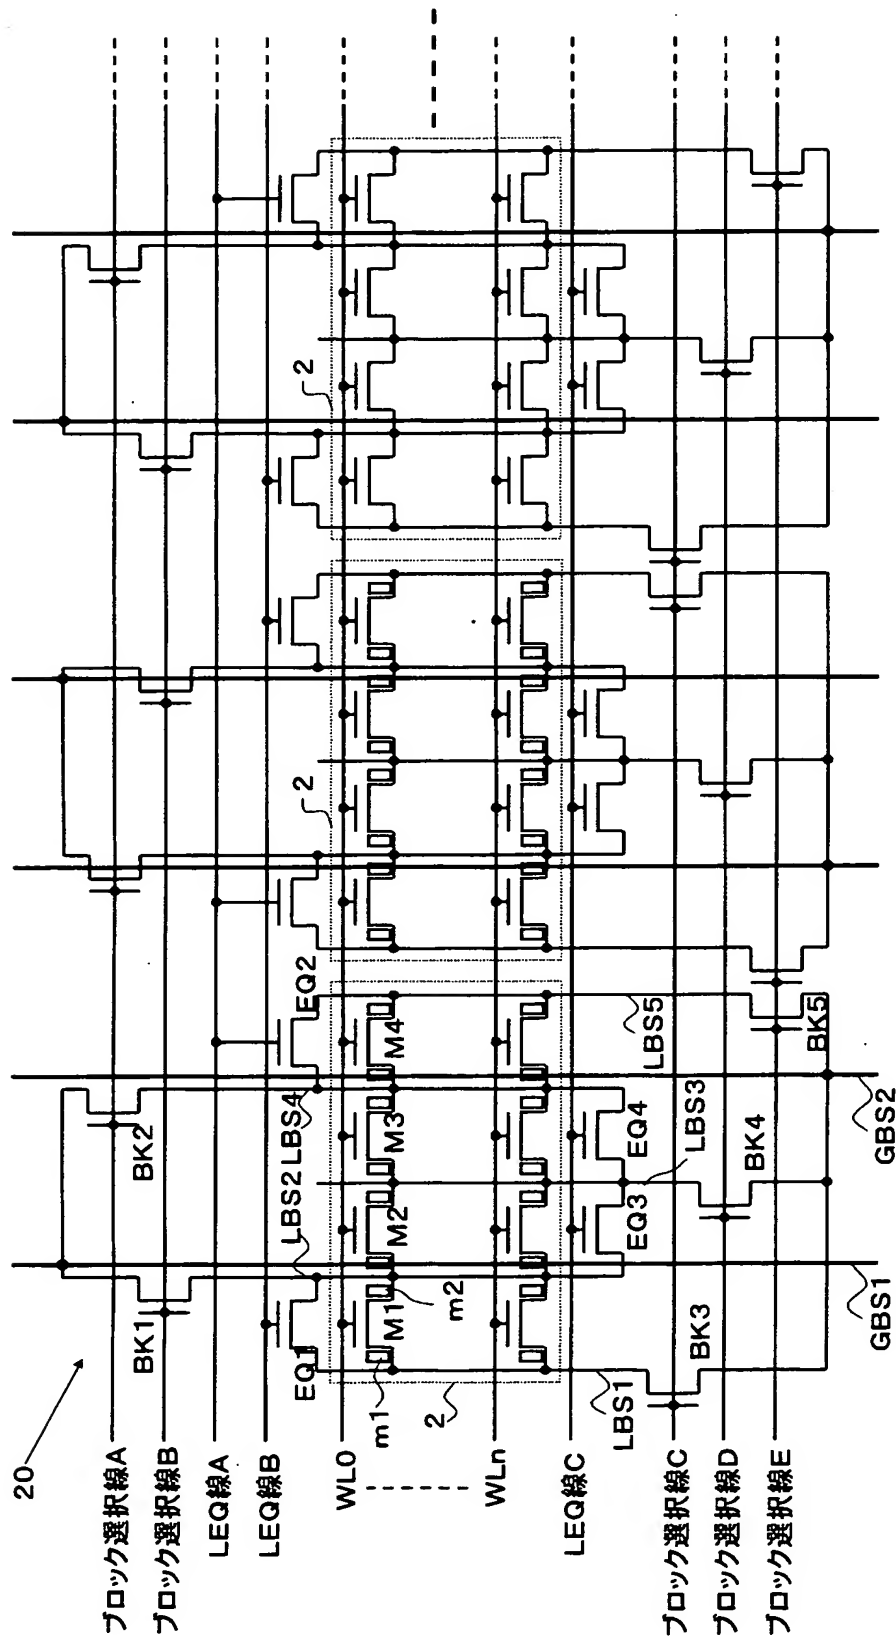 20
ブロック選択線A
ブロック選択線B
LEQ線A
LEQ線B
WL0
WLn
LEQ線C
ブロック選択線C
ブロック選択線D
ブロック選択線E
BK1
BK2
EQ1
LBS2
LBS4
EQ2
m1
M1
m2
M2
M3
M4
2
2
2
EQ3
EQ4
LBS1
LBS3
LBS5
BK3
BK4
BK5
GBS1
GBS2